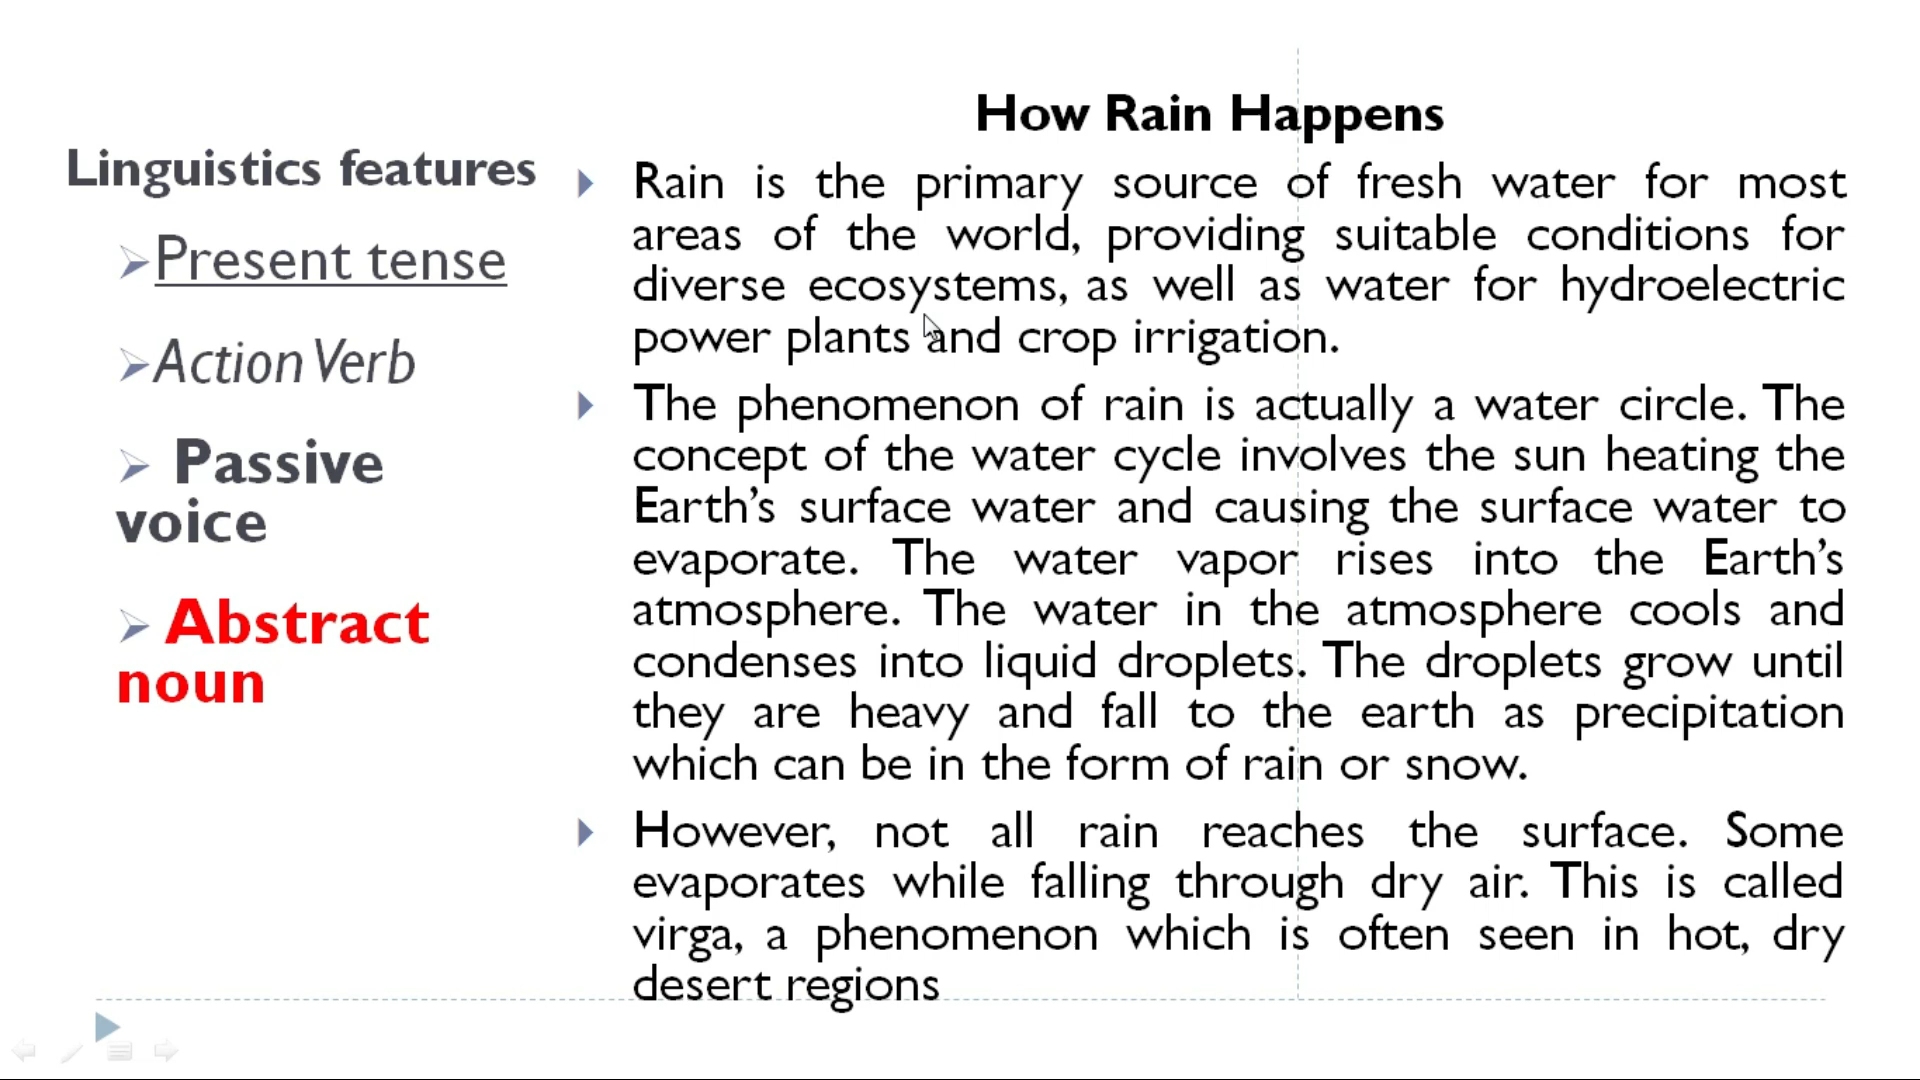 How Rain Happens
Linguistics features
Present tense
Action Verb
Passive
voice
Abstract
noun
Rain is the primary source of fresh water for most
areas of the world, providing suitable conditions for
diverse ecosystems, as well as water for hydroelectric
power plants and crop irrigation.
The phenomenon of rain is actually a water circle. The
concept of the water cycle involves the sun heating the
Earth’s surface water and causing the surface water to
evaporate. The water vapor rises into the Earth’s
atmosphere. The water in the atmosphere cools and
condenses into liquid droplets. The droplets grow until
they are heavy and fall to the earth as precipitation
which can be in the form of rain or snow.
However, not all rain reaches the surface. Some
evaporates while falling through dry air. This is called
virga, a phenomenon which is often seen in hot, dry
desert regions